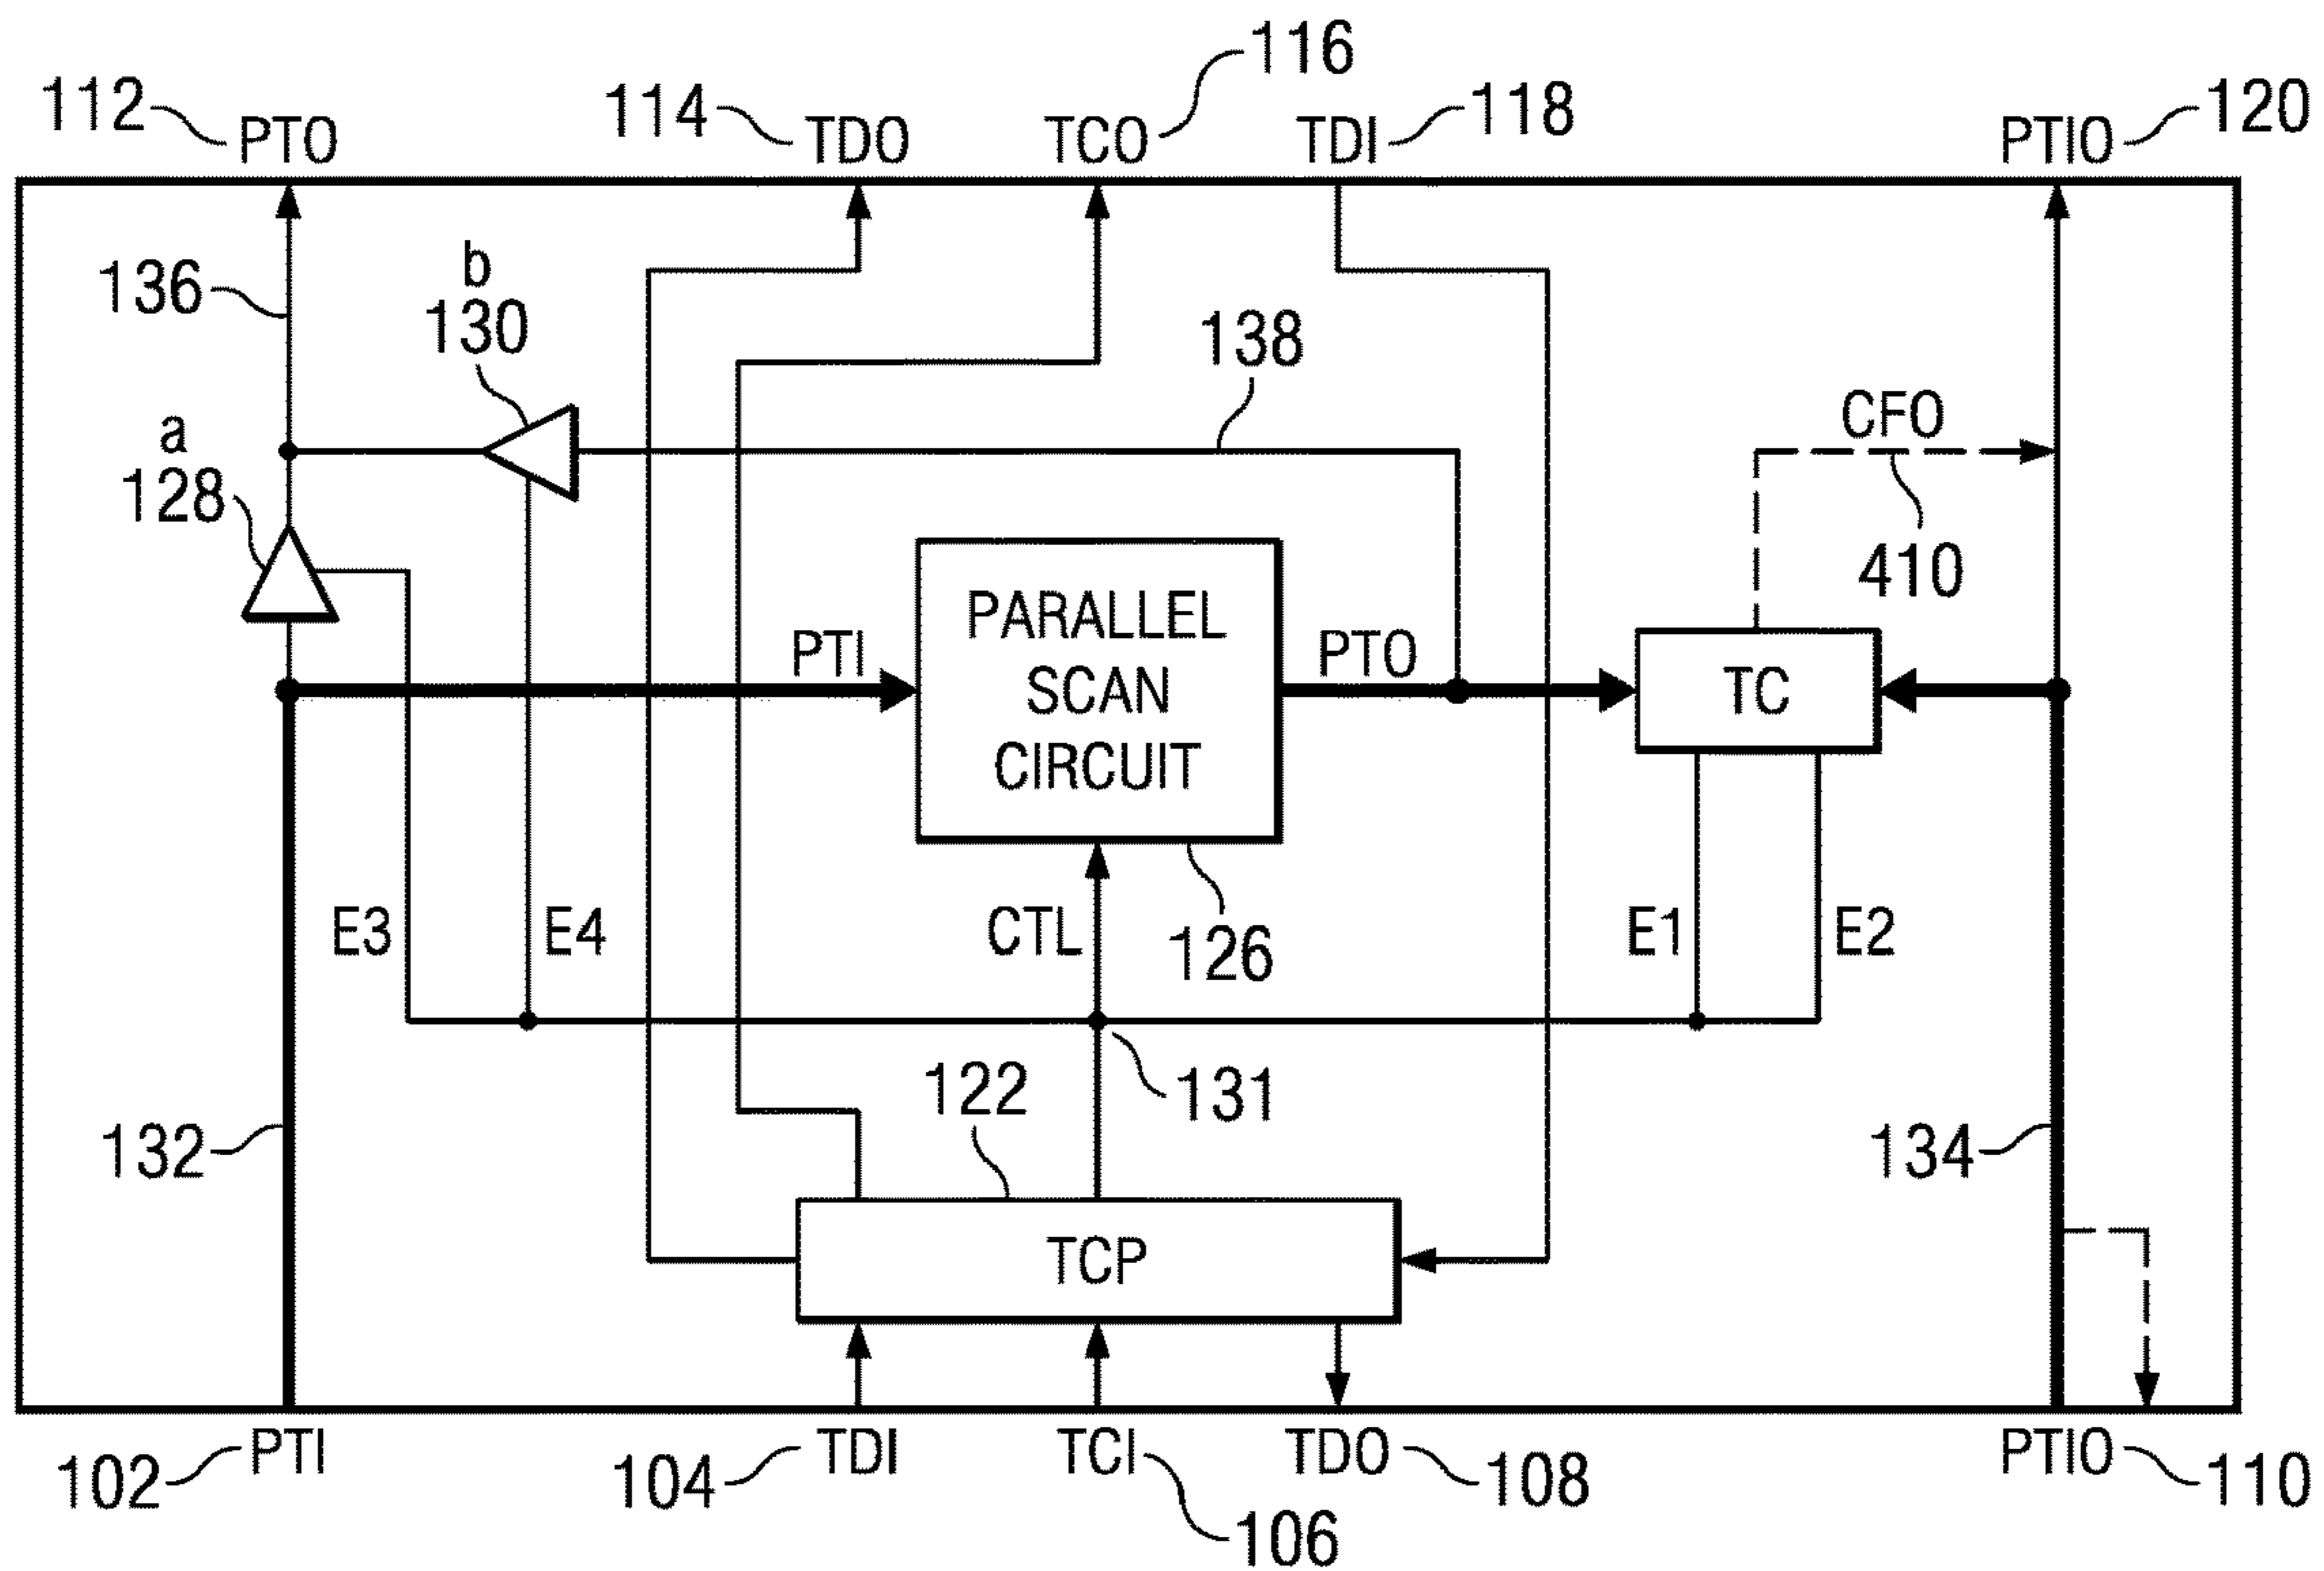 116
112
114
118
120
PTO
TDO
TCO
TDI
PTIO
b
136
130
138
CFO
a
128
410
PARALLEL
SCAN
CIRCUIT
PTI
PTO
TC
E3
E4
CTL
126
E1
E2
122
131
132
134
TCP
PTI
TDI
TCI
TDO
PTIO
102
104
108
110
106